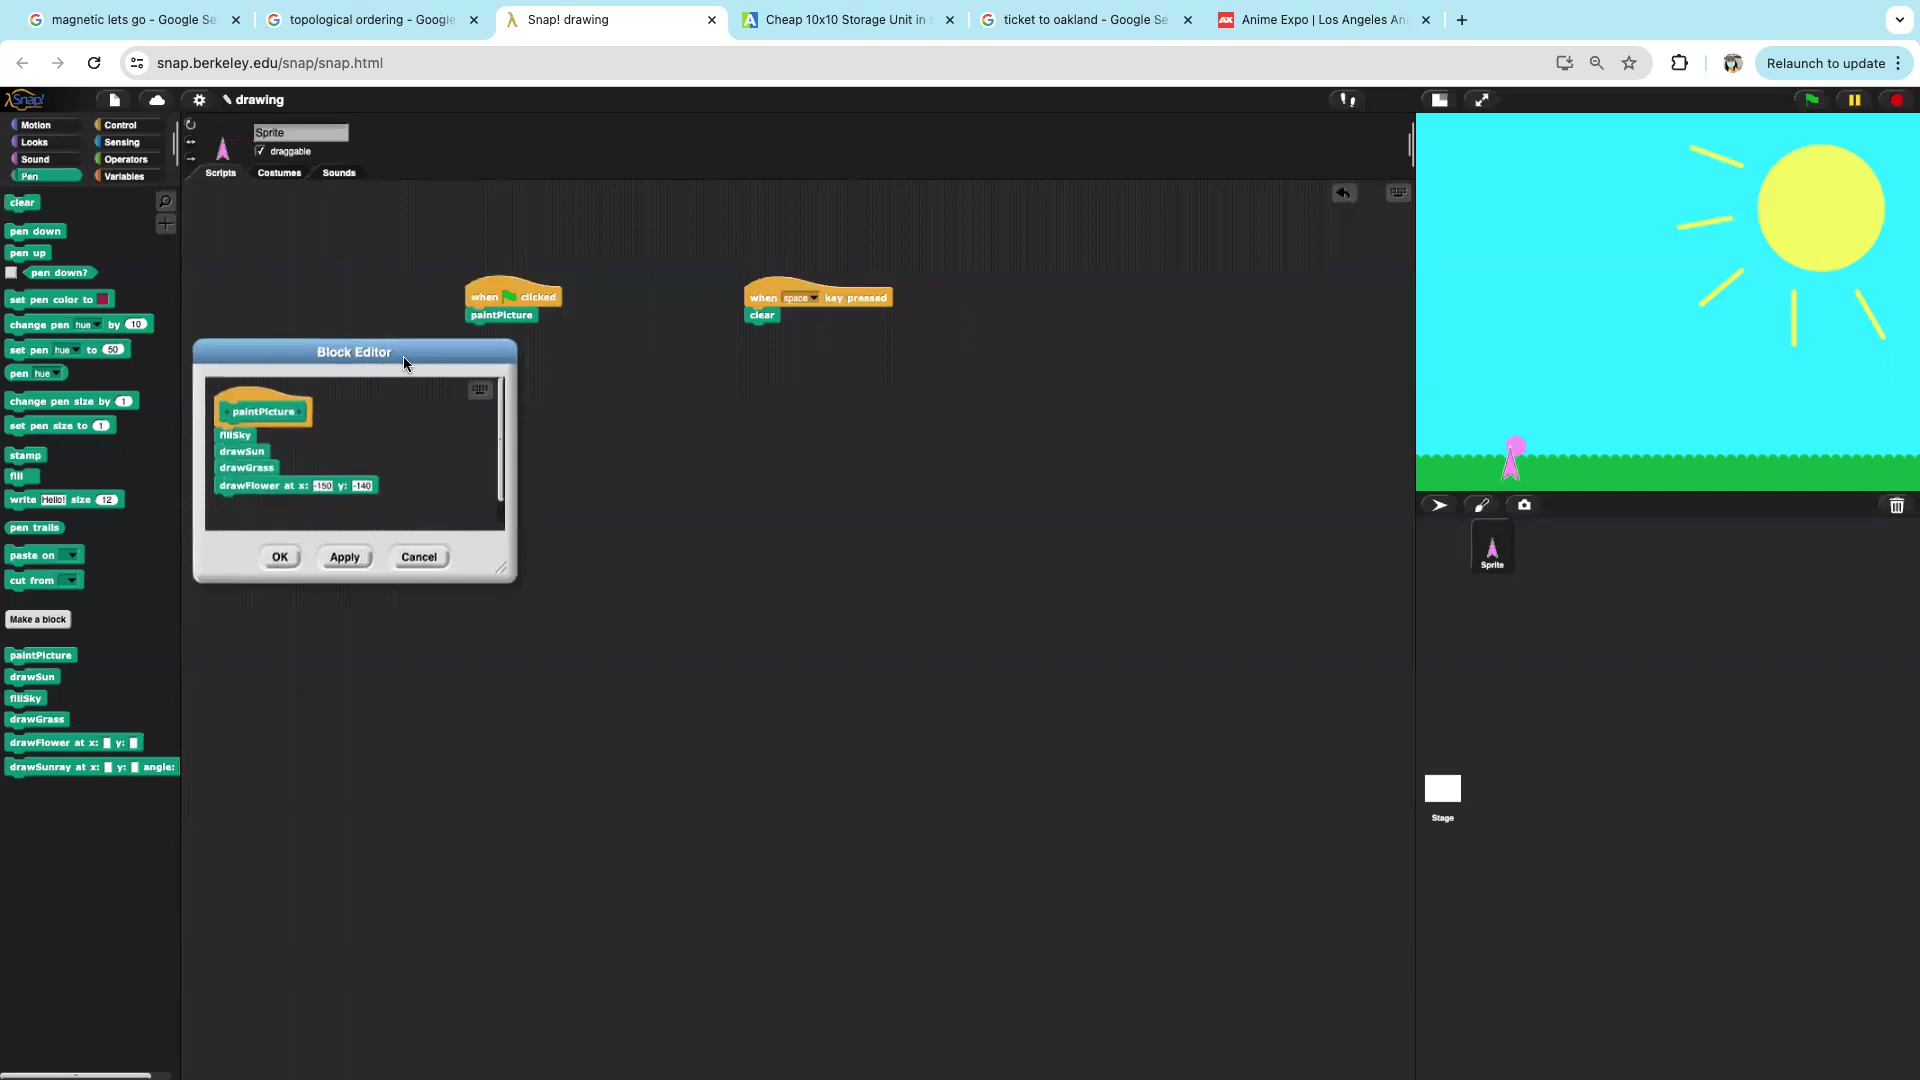 magnetic lets go - Google Se
topological ordering - Google
Snap! drawing
Cheap 10x10 Storage Unit in
ticket to oakland - Google Se
Anime Expo | Los Angeles An
snap.berkeley.edu/snap/snap.html
Relaunch to update
Snap!
drawing
Motion
Control
Looks
Sensing
Sound
Operators
Pen
Variables
Sprite
draggable
Scripts
Costumes
Sounds
clear
pen down
pen up
pen down?
set pen color to
change pen hue by 10
set pen hue to 50
pen hue
change pen size by 1
set pen size to 1
stamp
fill
write Hello! size 12
pen trails
paste on
cut from
Make a block
paintPicture
drawSun
fillSky
drawGrass
drawFlower at x: y:
drawSunray at x: y: angle:
when clicked
paintPicture
when space key pressed
clear
Block Editor
+ paintPicture +
fillSky
drawSun
drawGrass
drawFlower at x: -150 y: -140
OK
Apply
Cancel
Sprite
Stage